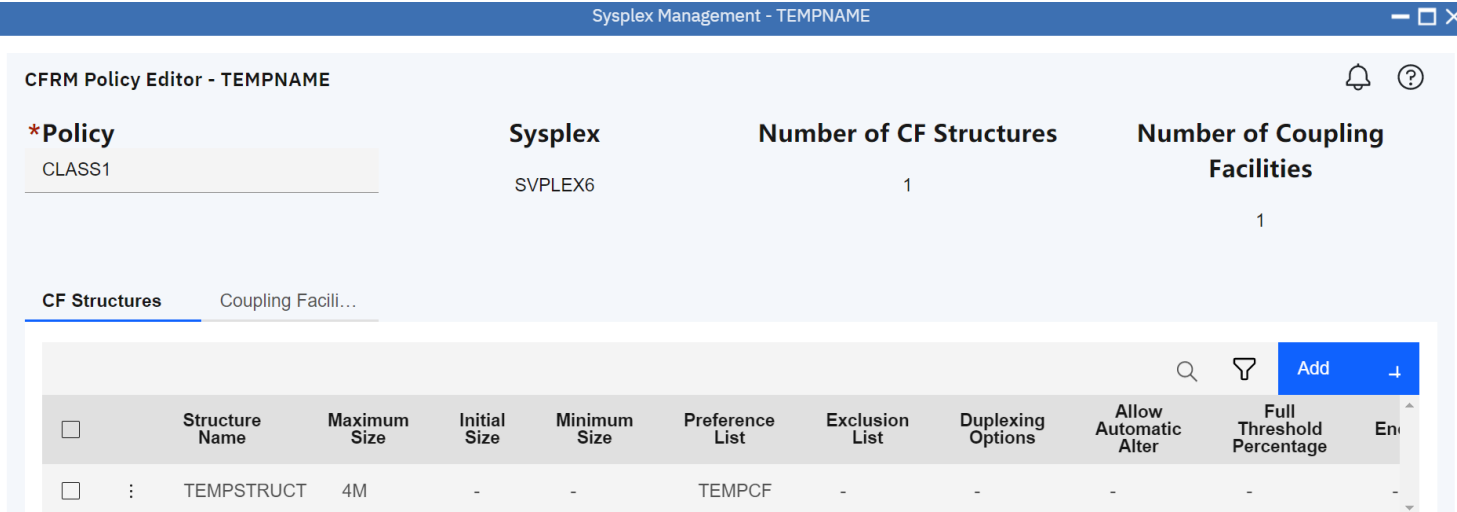 Sysplex Management - TEMPNAME
CFRM Policy Editor - TEMPNAME
*Policy
Sysplex
Number of CF Structures
Number of Coupling
Facilities
CLASS1
SVPLEX6
1
1
CF Structures
Coupling Facili...
Add
Structure
Name
Maximum
Size
Initial
Size
Minimum
Size
Preference
List
Exclusion
List
Duplexing
Options
Allow
Automatic
Alter
Full
Threshold
Percentage
TEMPSTRUCT 4M - - TEMPCF - - - - -